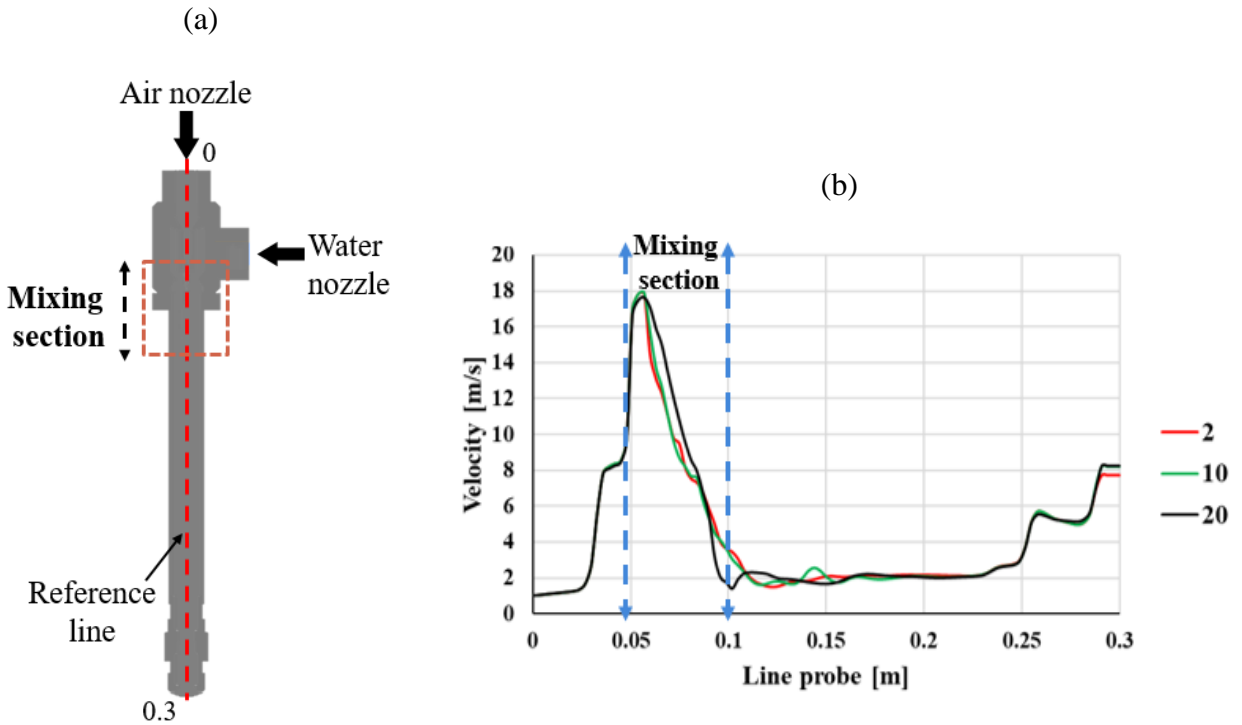 (a)
Air nozzle
0
Water
nozzle
Mixing
section
Reference
line
0.3
(b)
Mixing
section
20
18
16
14
12
10
8
6
4
2
0
Velocity [m/s]
0 0.05 0.1 0.15 0.2 0.25 0.3
Line probe [m]
2
10
20